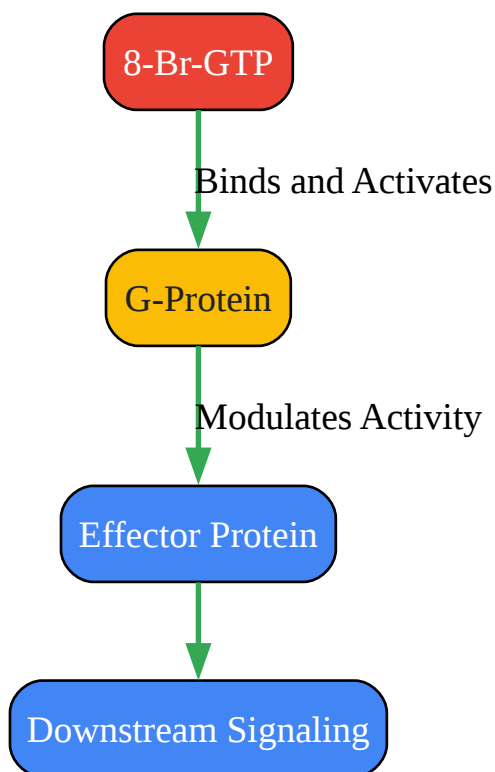 8-Br-GTP
Binds and Activates
G-Protein
Modulates Activity
Effector Protein
Downstream Signaling